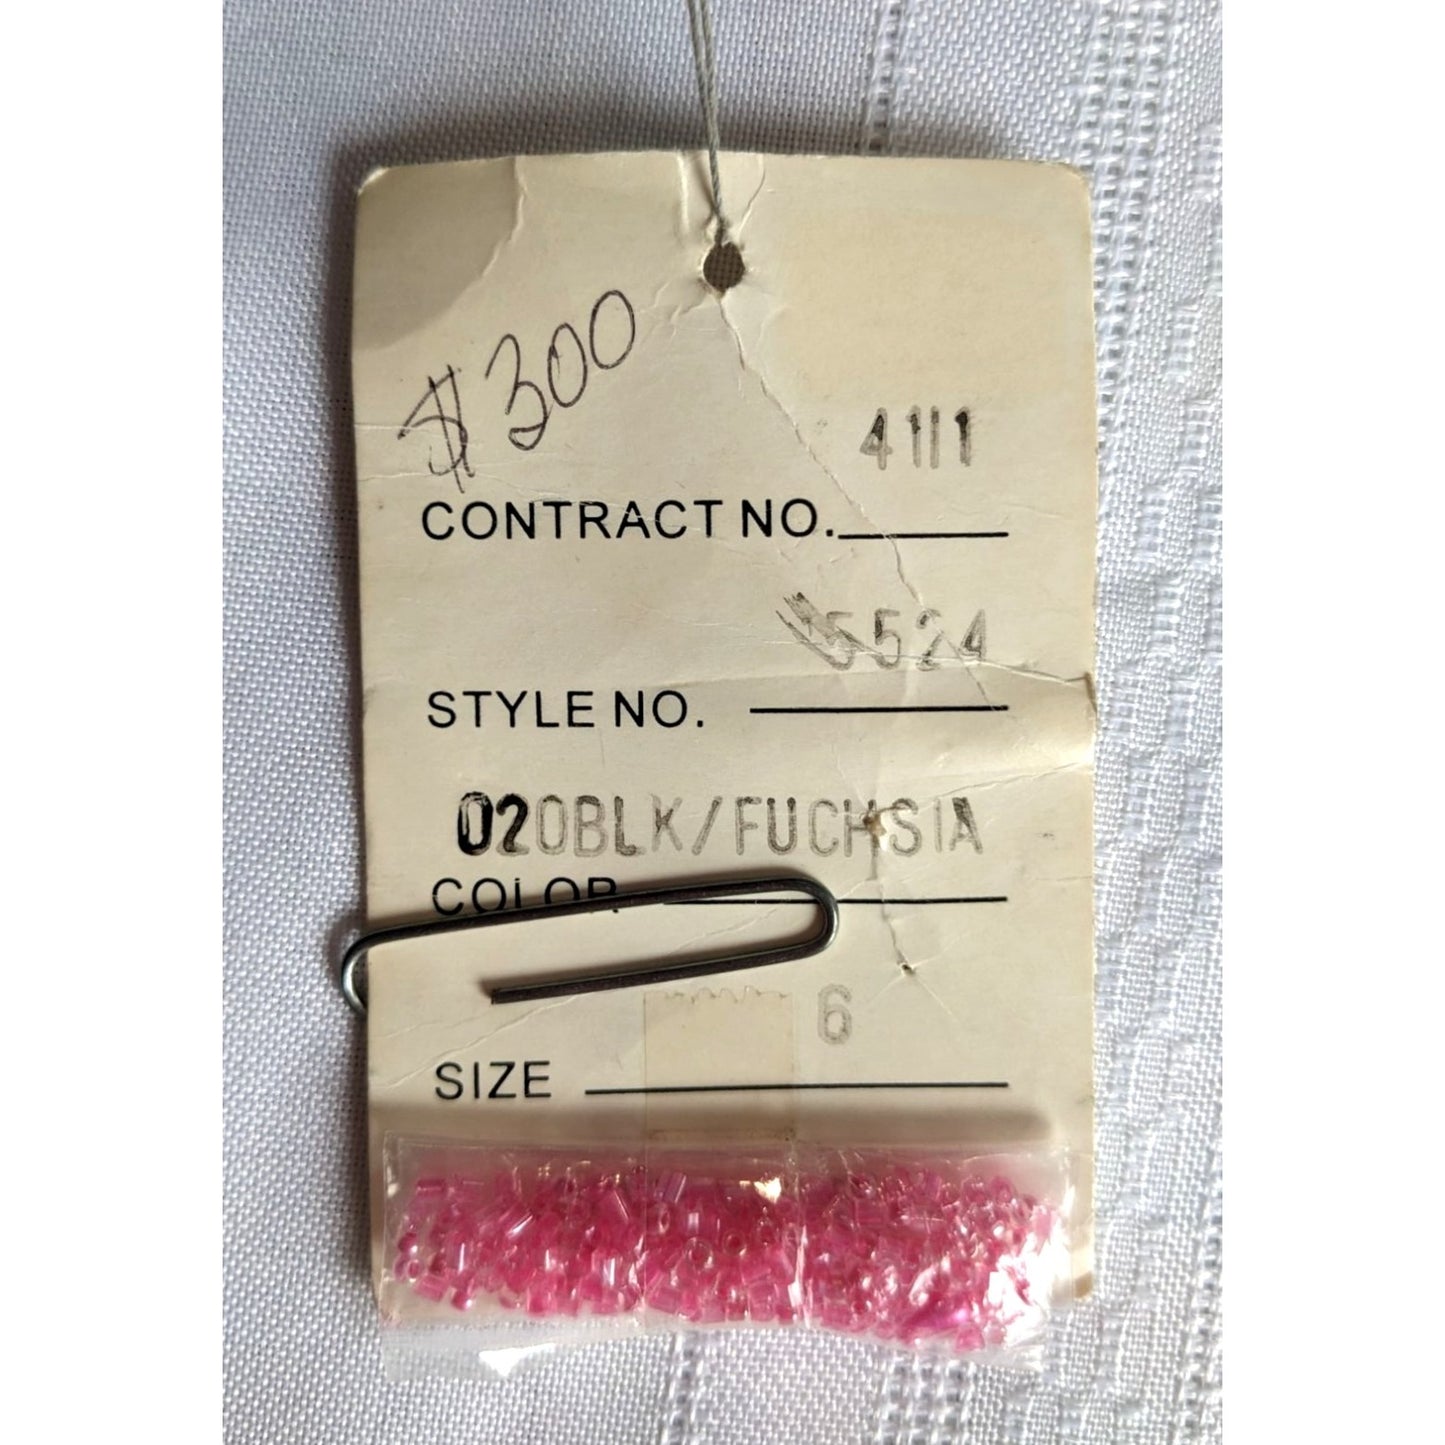 $300
4111
CONTRACT NO.
5524
STYLE NO.
020BLK/FUCHSIA
COLOR
6
SIZE